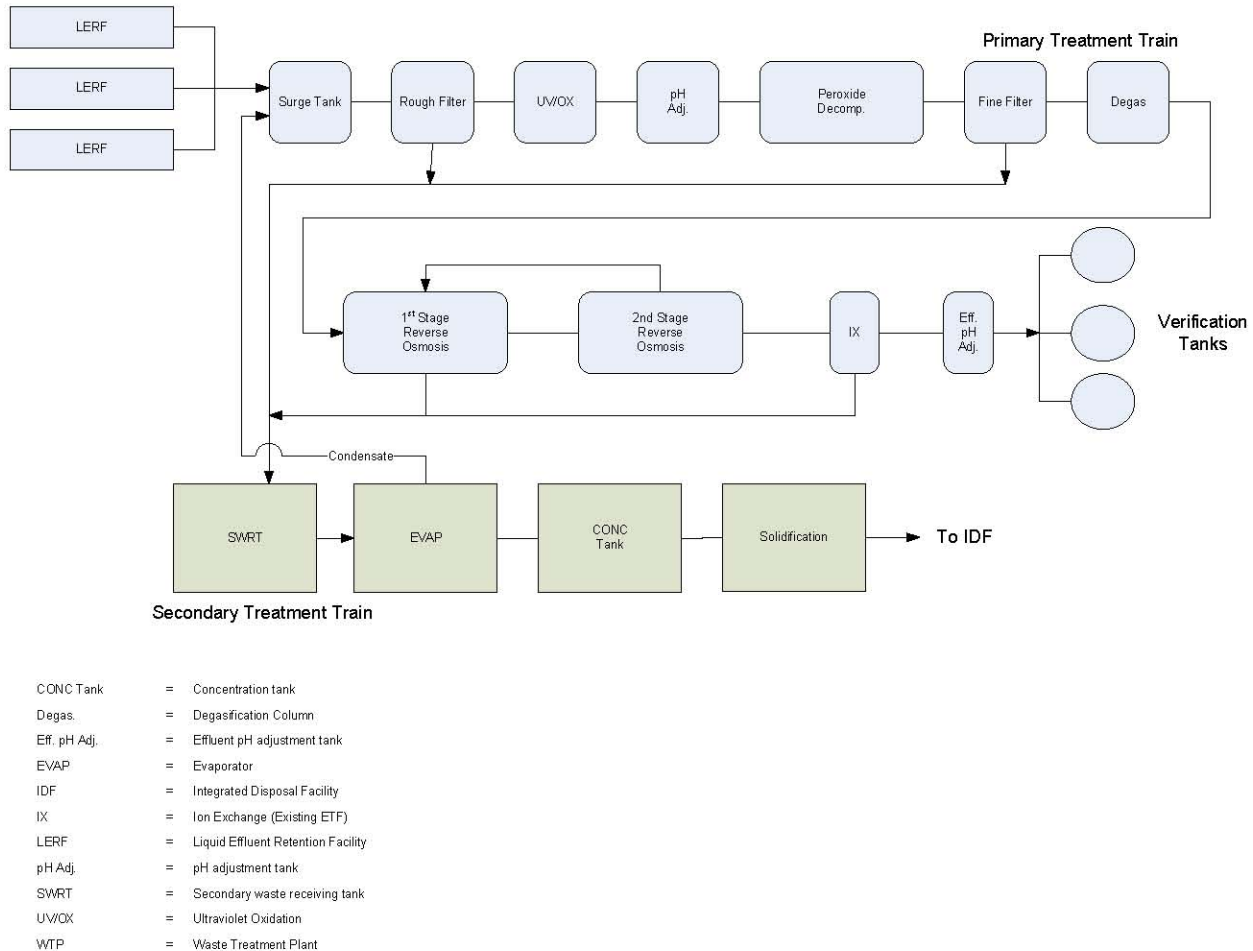 LERF
Primary Treatment Train
LERF
Surge Tank
Rough Filter
UV/OX
pH
Adj.
Peroxide
Decomp.
Fine Filter
Degas
LERF
1st Stage
Reverse
Osmosis
2nd Stage
Reverse
Osmosis
IX
Eff.
pH
Adj.
Verification
Tanks
Condensate
SWRT
EVAP
CONC
Tank
Solidification
To IDF
Secondary Treatment Train
CONC Tank = Concentration tank
Degas. = Degasification Column
Eff. pH Adj. = Effluent pH adjustment tank
EVAP = Evaporator
IDF = Integrated Disposal Facility
IX = Ion Exchange (Existing ETF)
LERF = Liquid Effluent Retention Facility
pH Adj. = pH adjustment tank
SWRT = Secondary waste receiving tank
UV/OX = Ultraviolet Oxidation
WTP = Waste Treatment Plant